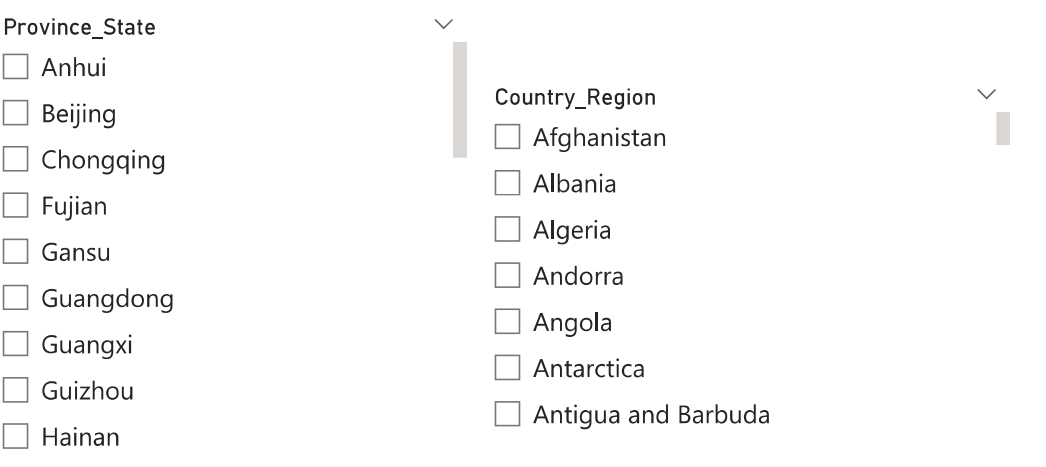 Province_State
Anhui
Beijing
Chongqing
Fujian
Gansu
Guangdong
Guangxi
Guizhou
Hainan
Country_Region
Afghanistan
Albania
Algeria
Andorra
Angola
Antarctica
Antigua and Barbuda